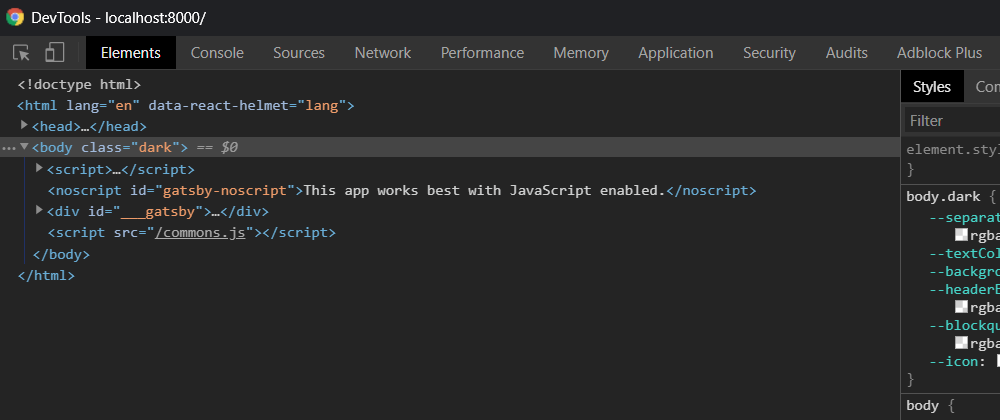 DevTools - localhost:8000/
Elements Console Sources Network Performance Memory Application Security Audits Adblock Plus
<!doctype html>
<html lang="en" data-react-helmet="lang">
<head>…</head>
<body class="dark"> == $0
<script>…</script>
<noscript id="gatsby-noscript">This app works best with JavaScript enabled.</noscript>
<div id="___gatsby">…</div>
<script src="/commons.js"></script>
</body>
</html>
Styles Com
Filter
element.sty
}
body.dark {
--separat
rgba
--textCol
--backgro
--headerB
rgba
--blockqu
rgba
--icon:
}
body {